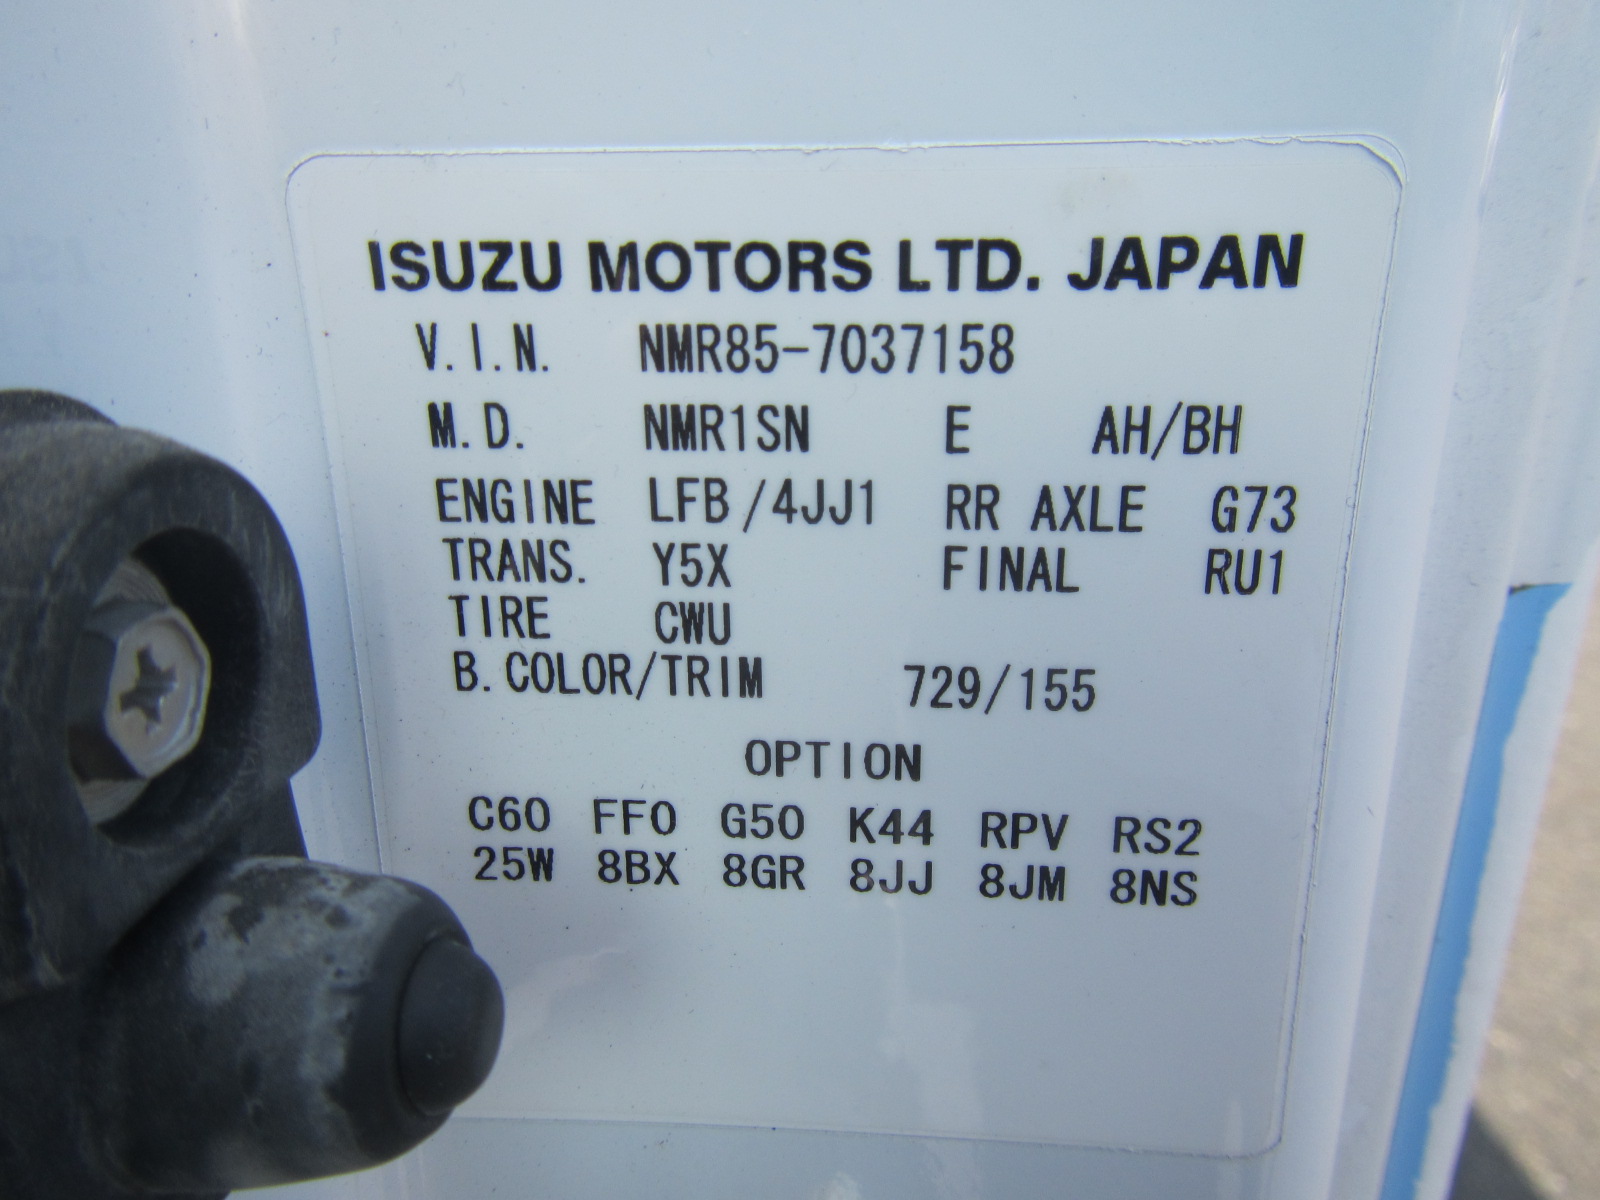 ISUZU MOTORS LTD. JAPAN
V.I.N. NMR85-7037158
M.D. NMR1SN E AH/BH
ENGINE LFB/4JJ1 RR AXLE G73
TRANS. Y5X FINAL RU1
TIRE CWU
B.COLOR/TRIM 729/155
OPTION
C60 FF0 G50 K44 RPV RS2
25W 8BX 8GR 8JJ 8JM 8NS